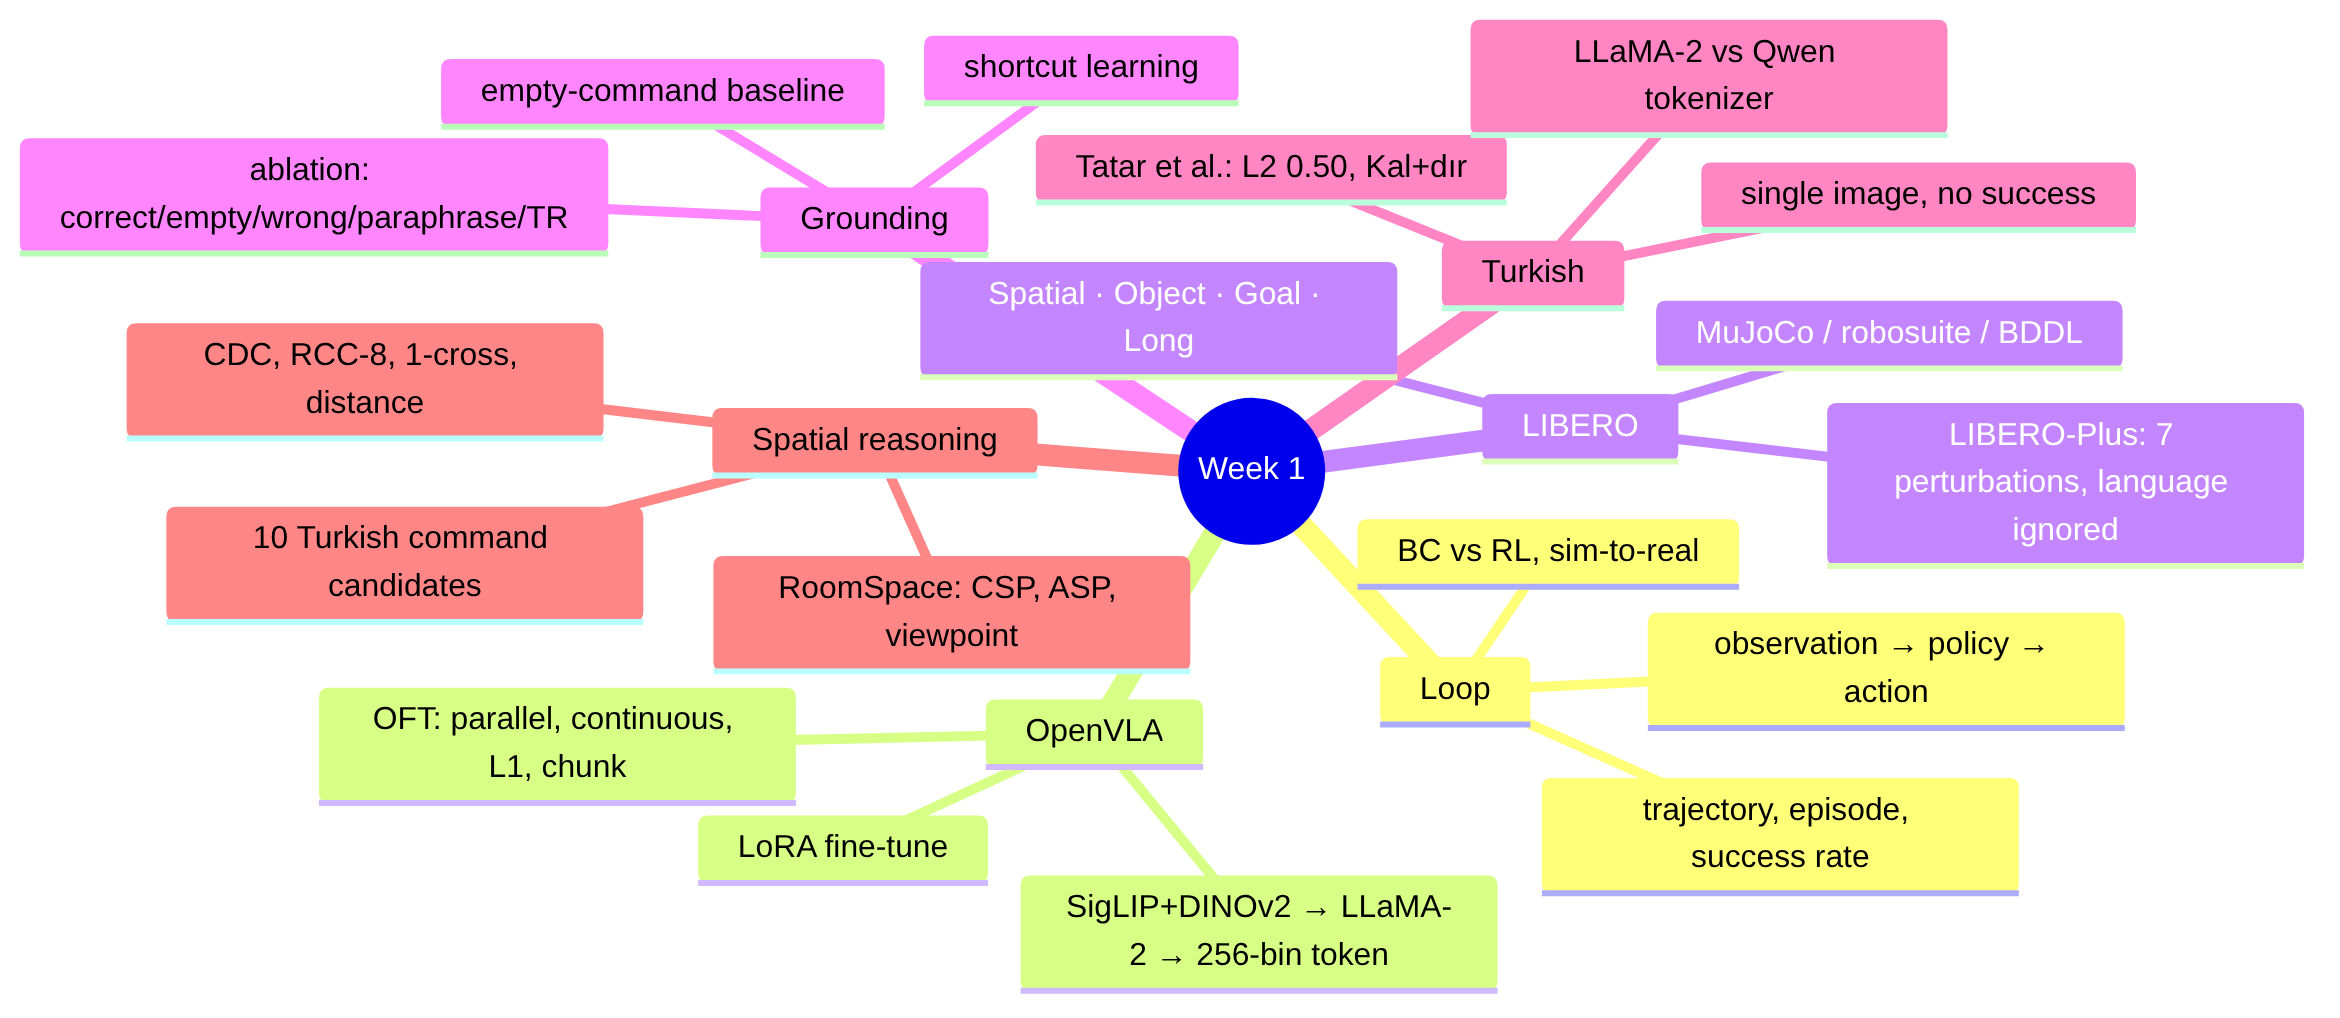 LLaMA-2 vs Qwen
tokenizer
shortcut learning
empty-command baseline
Tatar et al.: L2 0.50, Kal+dır
single image, no success
ablation:
correct/empty/wrong/paraphrase/TR
Grounding
Turkish
Spatial · Object · Goal ·
Long
MuJoCo / robosuite / BDDL
CDC, RCC-8, 1-cross,
distance
Spatial reasoning
LIBERO
LIBERO-Plus: 7
perturbations, language
ignored
Week 1
10 Turkish command
candidates
BC vs RL, sim-to-real
RoomSpace: CSP, ASP,
viewpoint
observation → policy →
action
Loop
OFT: parallel, continuous,
L1, chunk
OpenVLA
trajectory, episode,
success rate
LoRA fine-tune
SigLIP+DINOv2 → LLaMA-
2 → 256-bin token